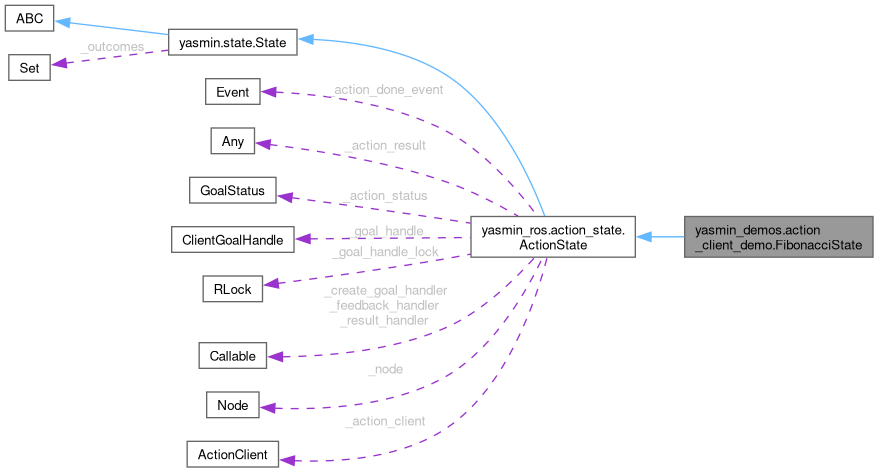 ABC
yasmin.state.State
_outcomes
Set
Event
_action_done_event
Any
_action_result
GoalStatus
_action_status
ClientGoalHandle
_goal_handle
_goal_handle_lock
RLock
_create_goal_handler
_feedback_handler
_result_handler
Callable
_node
Node
_action_client
ActionClient
yasmin_ros.action_state.
ActionState
yasmin_demos.action
_client_demo.FibonacciState